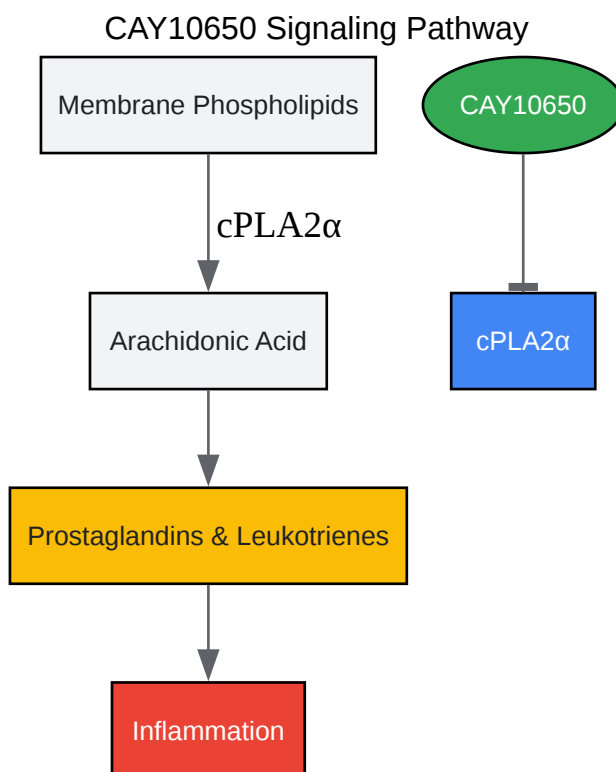 CAY10650 Signaling Pathway
Membrane Phospholipids
CAY10650
cPLA2α
Arachidonic Acid
cPLA2α
Prostaglandins & Leukotrienes
Inflammation